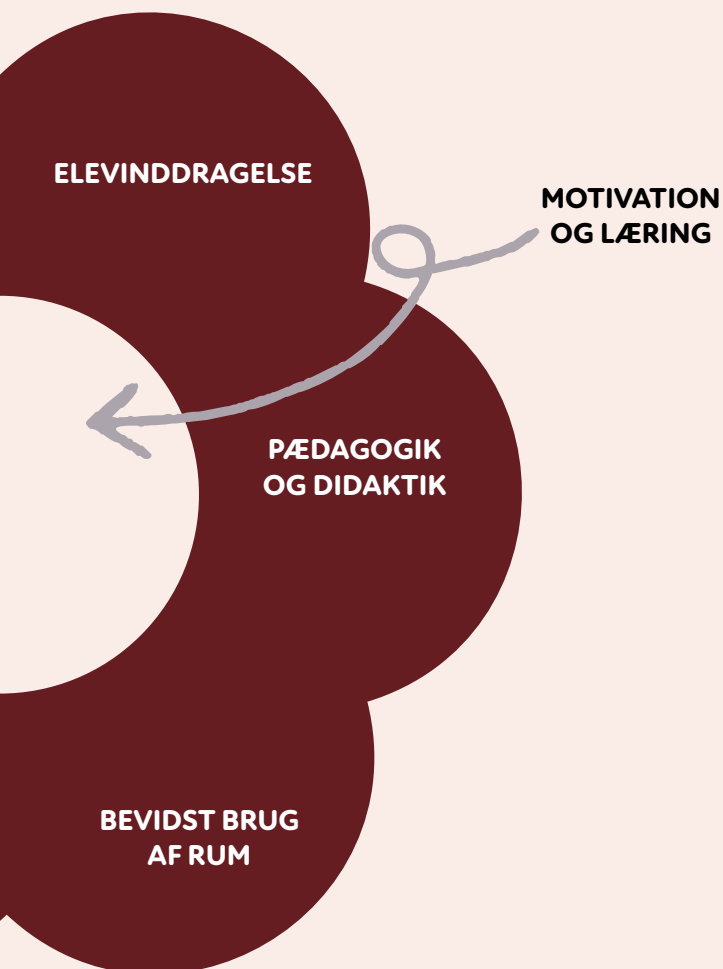 ELEVINDDRAGELSE
MOTIVATION
OG LÆRING
PÆDAGOGIK
OG DIDAKTIK
BEVIDST BRUG
AF RUM